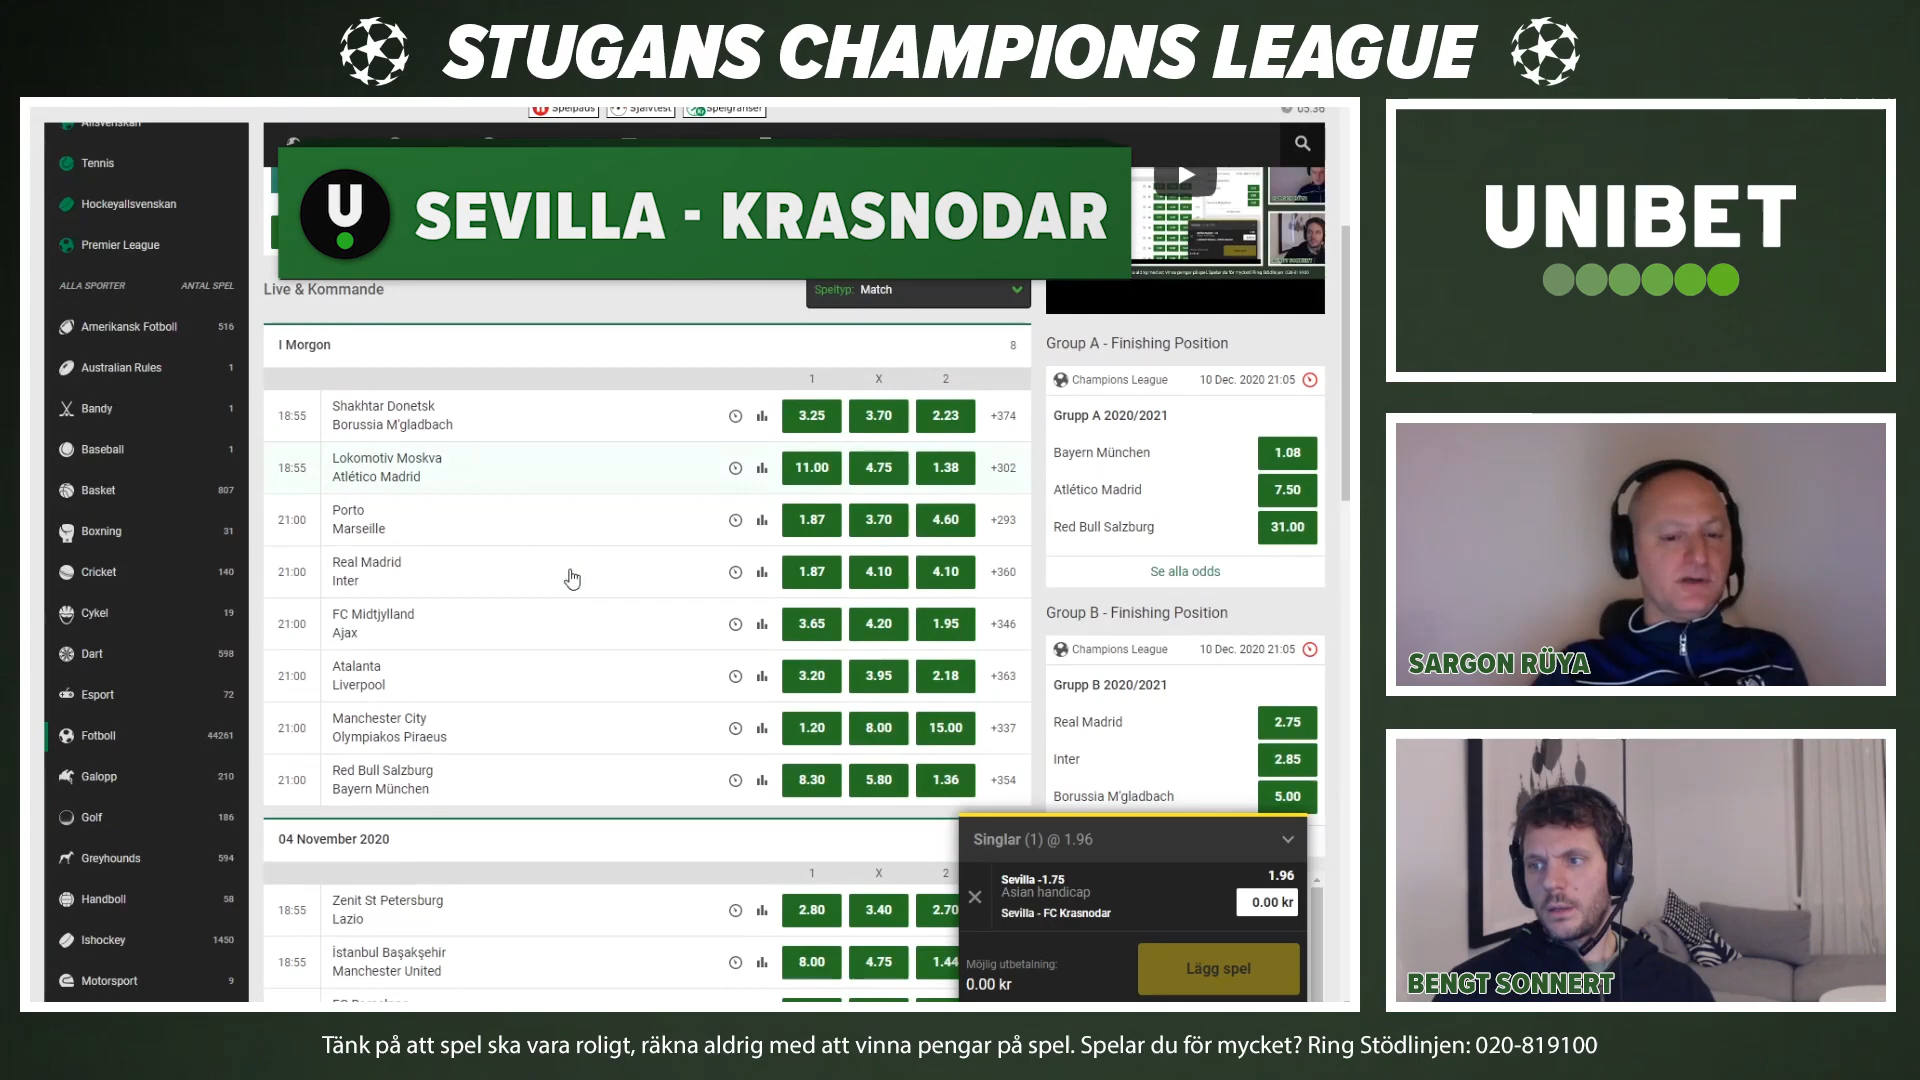 STUGANS CHAMPIONS LEAGUE
Spelpaus
Självtest
Spelgränser
05:36
Allsvenskan
Tennis
Hockeyallsvenskan
Premier League
ALLA SPORTER ANTAL SPEL
Amerikansk Fotboll 516
Australian Rules 1
Bandy 1
Baseball 1
Basket 807
Boxning 31
Cricket 140
Cykel 19
Dart 598
Esport 72
Fotboll 44261
Galopp 210
Golf 186
Greyhounds 594
Handboll 58
Ishockey 1450
Motorsport 9
U SEVILLA - KRASNODAR
Live & Kommande
Speltyp: Match
I Morgon 8
1 X 2
18:55 Shakhtar Donetsk
Borussia M'gladbach
3.25 3.70 2.23 +374
18:55 Lokomotiv Moskva
Atlético Madrid
11.00 4.75 1.38 +302
21:00 Porto
Marseille
1.87 3.70 4.60 +293
21:00 Real Madrid
Inter
1.87 4.10 4.10 +360
21:00 FC Midtjylland
Ajax
3.65 4.20 1.95 +346
21:00 Atalanta
Liverpool
3.20 3.95 2.18 +363
21:00 Manchester City
Olympiakos Piraeus
1.20 8.00 15.00 +337
21:00 Red Bull Salzburg
Bayern München
8.30 5.80 1.36 +354
04 November 2020
1 X 2
18:55 Zenit St Petersburg
Lazio
2.80 3.40 2.70
18:55 İstanbul Başakşehir
Manchester United
8.00 4.75 1.44
Group A - Finishing Position
Champions League 10 Dec. 2020 21:05
Grupp A 2020/2021
Bayern München 1.08
Atlético Madrid 7.50
Red Bull Salzburg 31.00
Se alla odds
Group B - Finishing Position
Champions League 10 Dec. 2020 21:05
Grupp B 2020/2021
Real Madrid 2.75
Inter 2.85
Borussia M'gladbach 5.00
Singlar (1) @ 1.96
Sevilla -1.75 1.96
Asian handicap
Sevilla - FC Krasnodar
0.00 kr
Möjlig utbetalning:
0.00 kr
Lägg spel
UNIBET
SARGON RÜYA
BENGT SONNERT
Tänk på att spel ska vara roligt, räkna aldrig med att vinna pengar på spel. Spelar du för mycket? Ring Stödlinjen: 020-819100